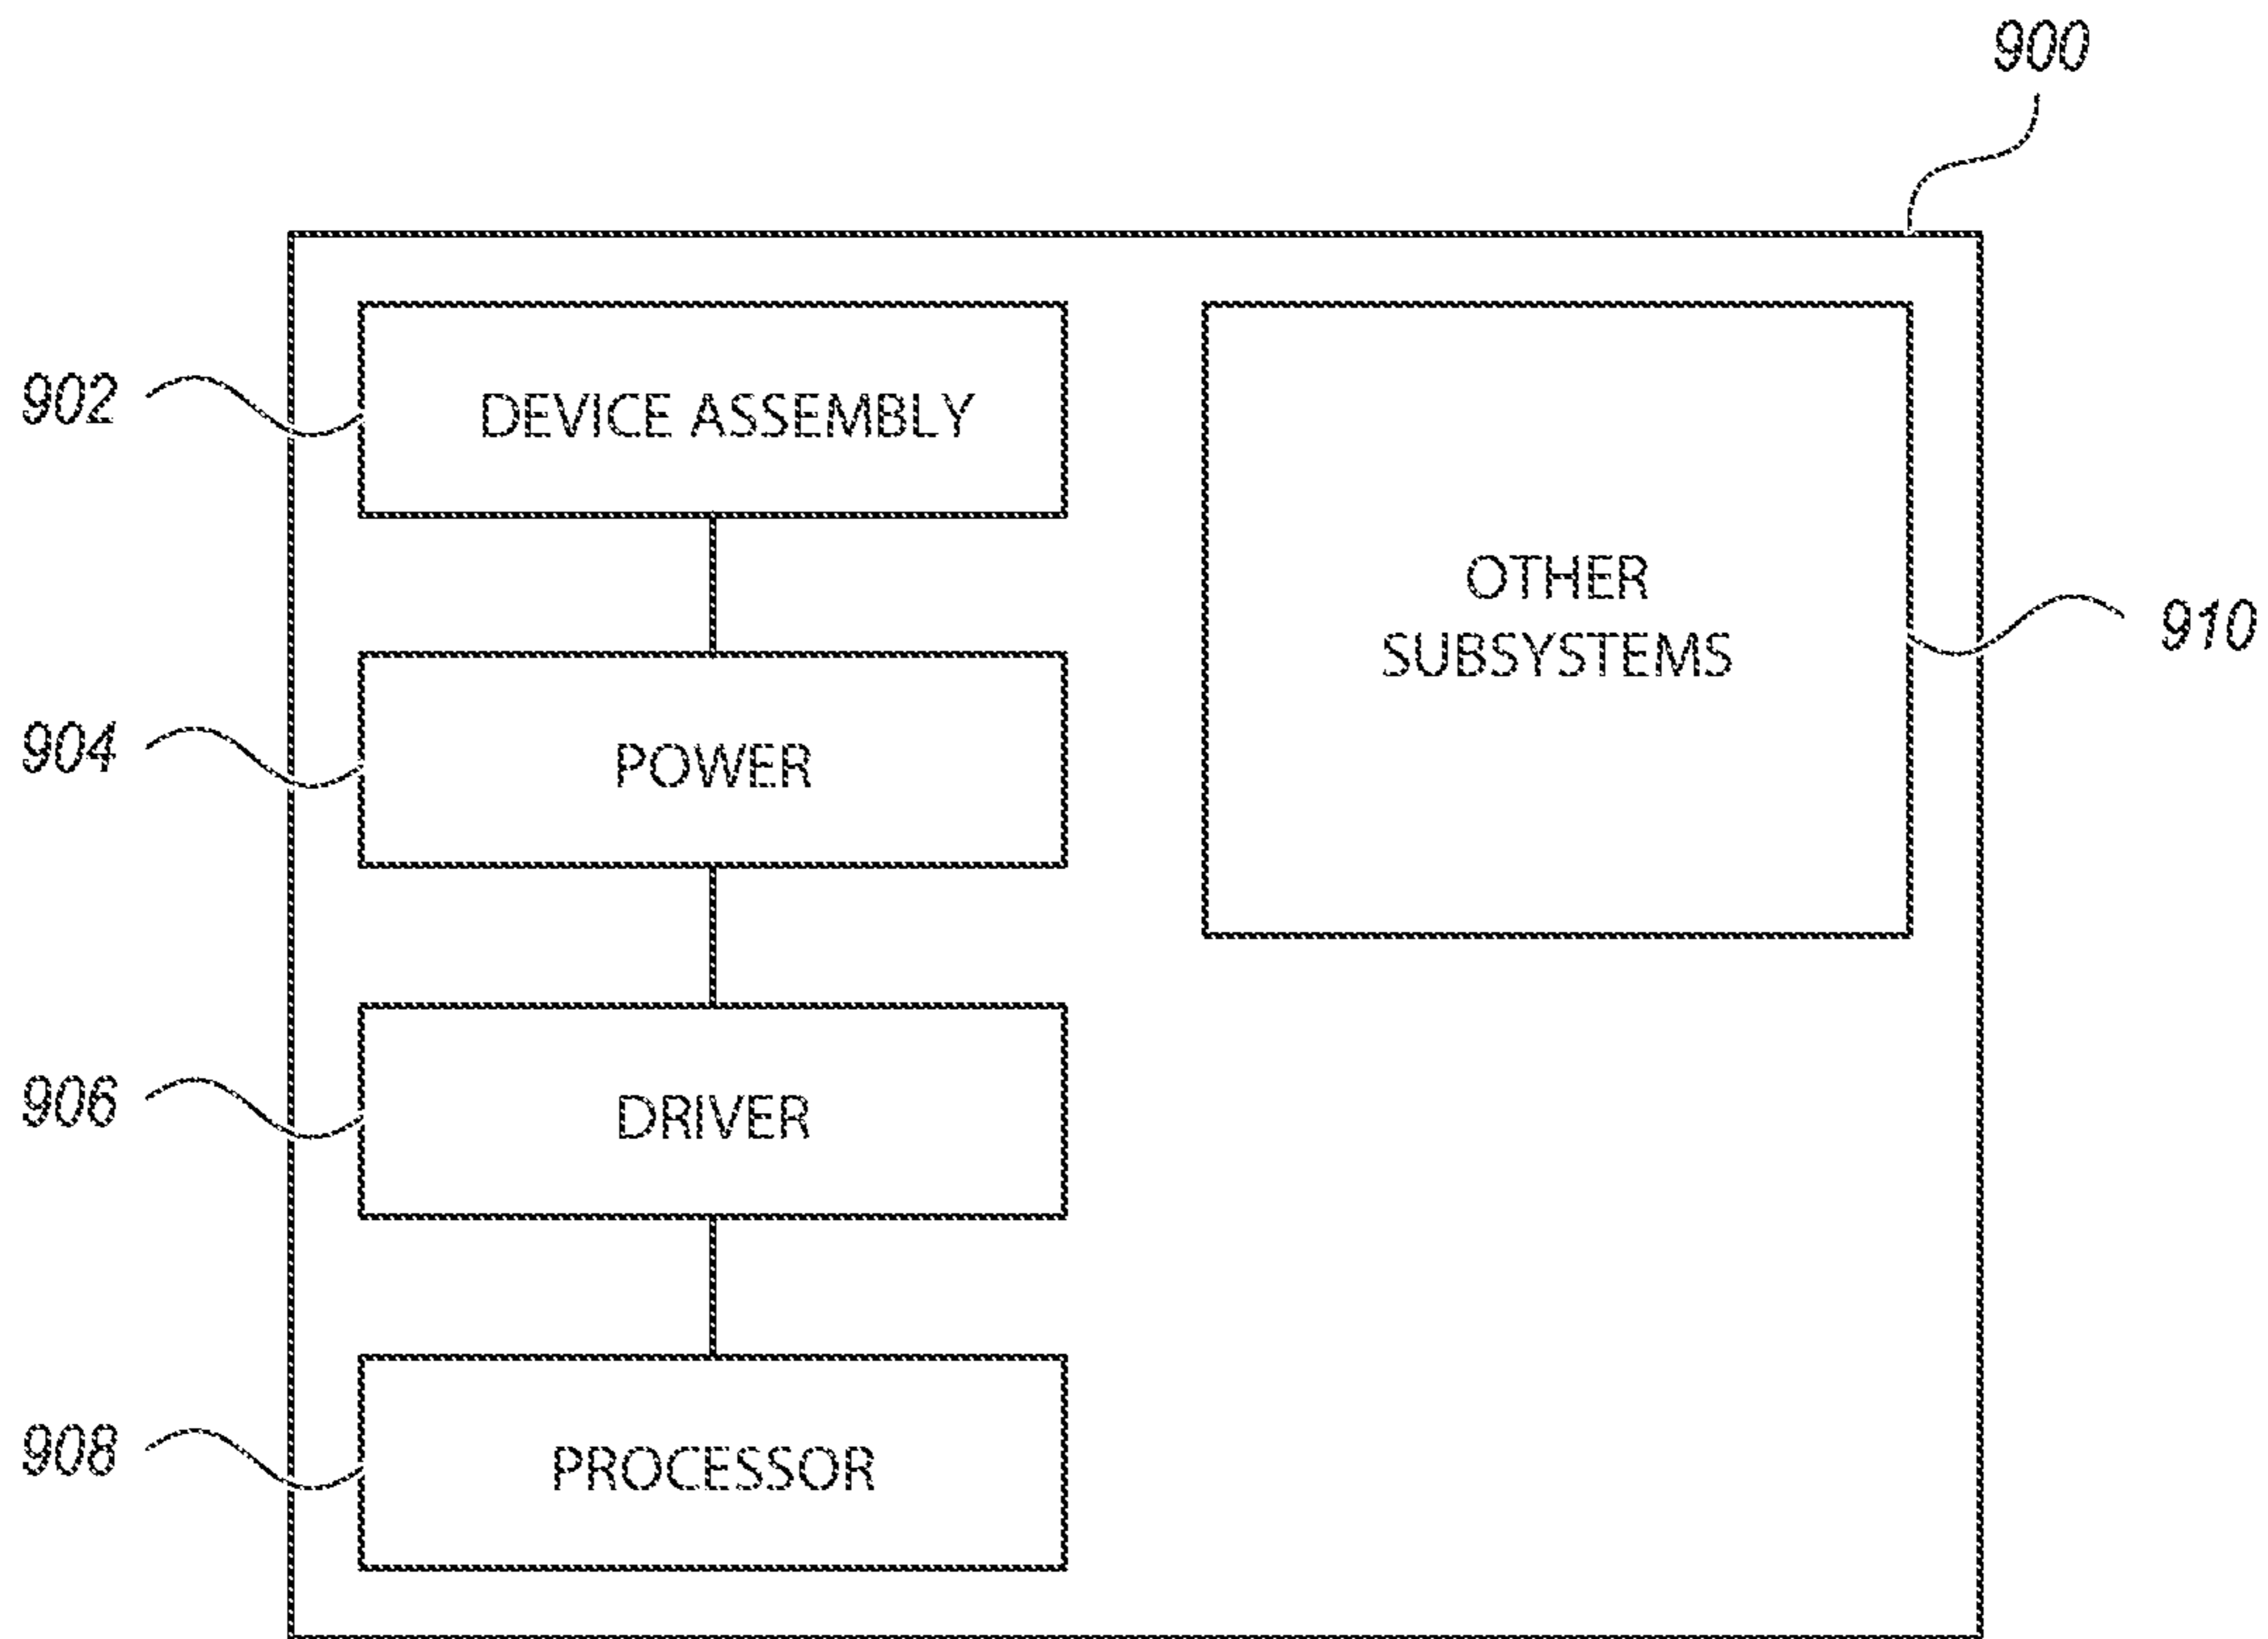 900
902
DEVICE ASSEMBLY
OTHER
SUBSYSTEMS
910
904
POWER
906
DRIVER
908
PROCESSOR